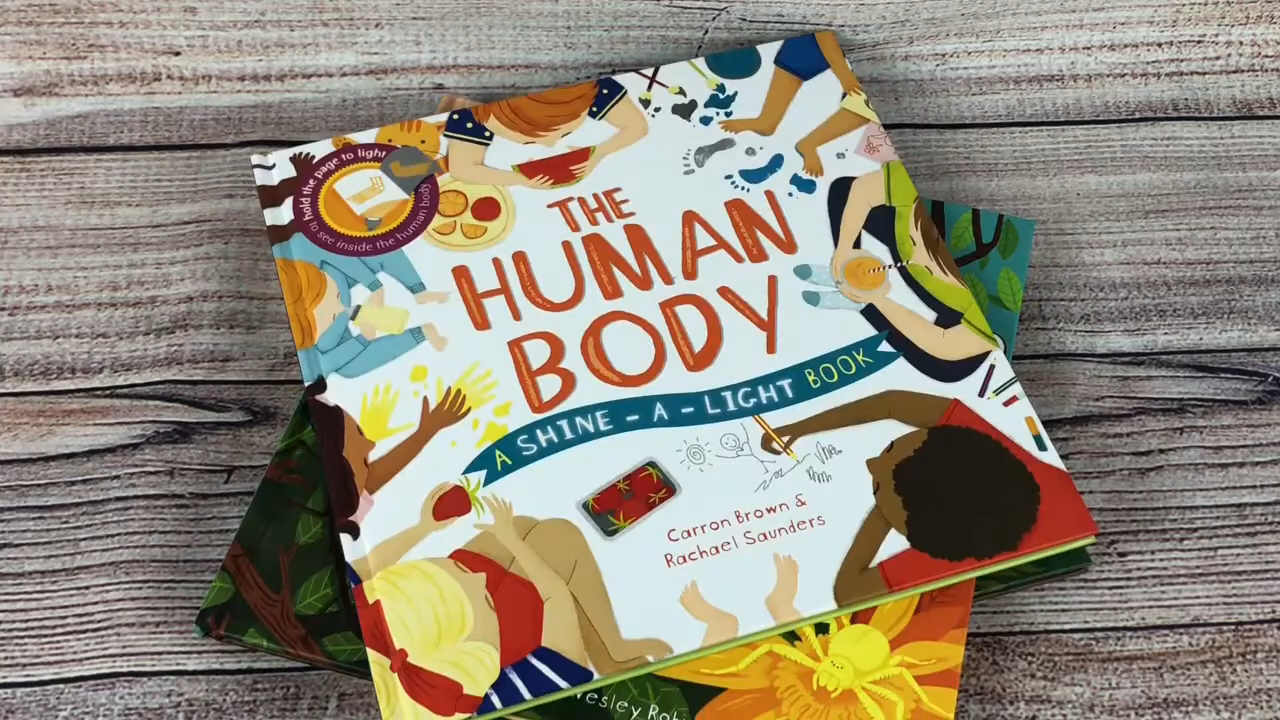 hold the page to light
to see inside the human body
THE
HUMAN
BODY
A SHINE-A-LIGHT BOOK
Carron Brown &
Rachael Saunders